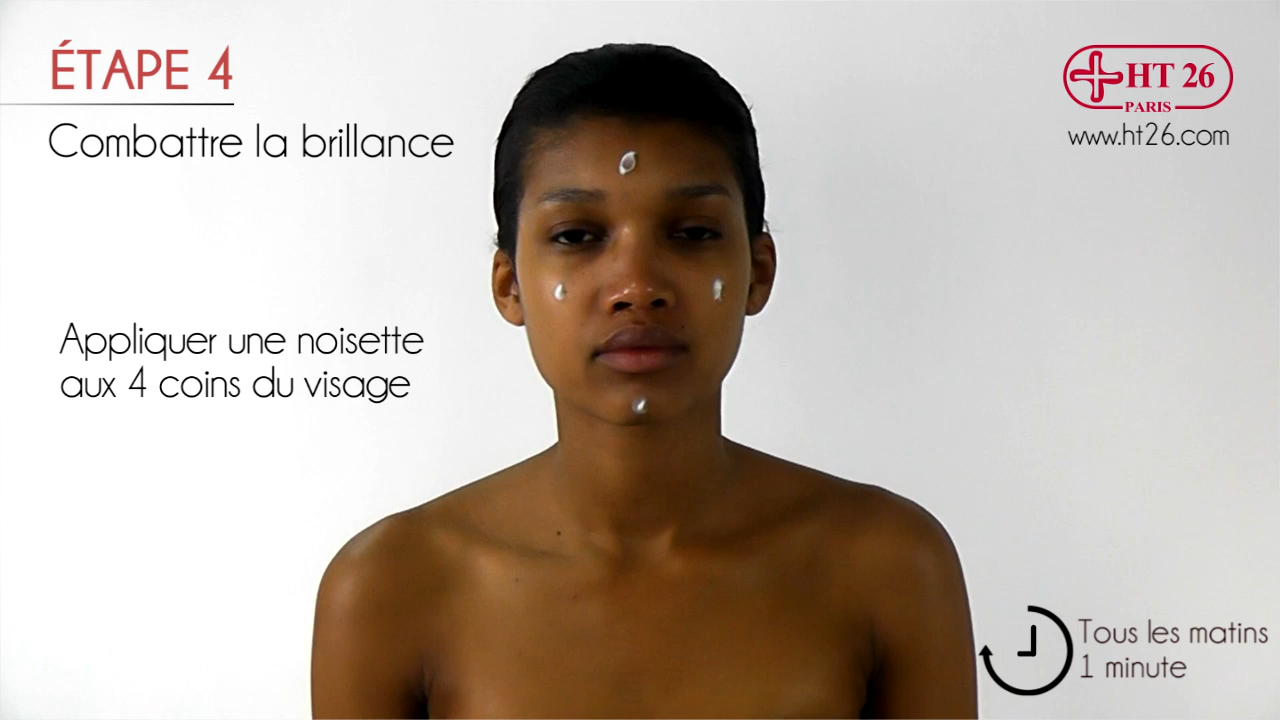 ÉTAPE 4
Combattre la brillance
Appliquer une noisette
aux 4 coins du visage
HT 26
PARIS
www.ht26.com
Tous les matins
1 minute